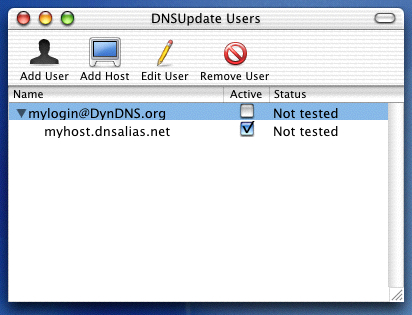 DNSUpdate Users
Add User Add Host Edit User Remove User
Name Active Status
mylogin@DynDNS.org Not tested
myhost.dnsalias.net Not tested